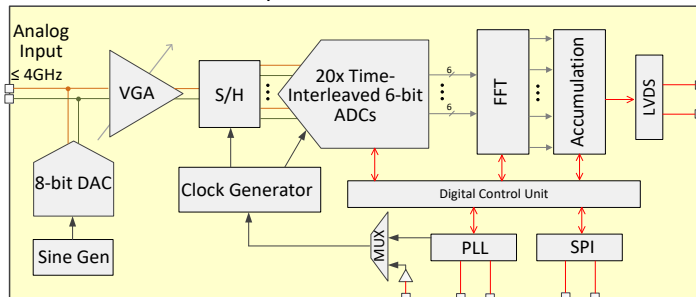 Analog
Input
≤ 4GHz
VGA
S/H
20x Time-
Interleaved 6-bit
ADCs
6
6
FFT
Accumulation
LVDS
8-bit DAC
Clock Generator
Digital Control Unit
Sine Gen
MUX
PLL
SPI